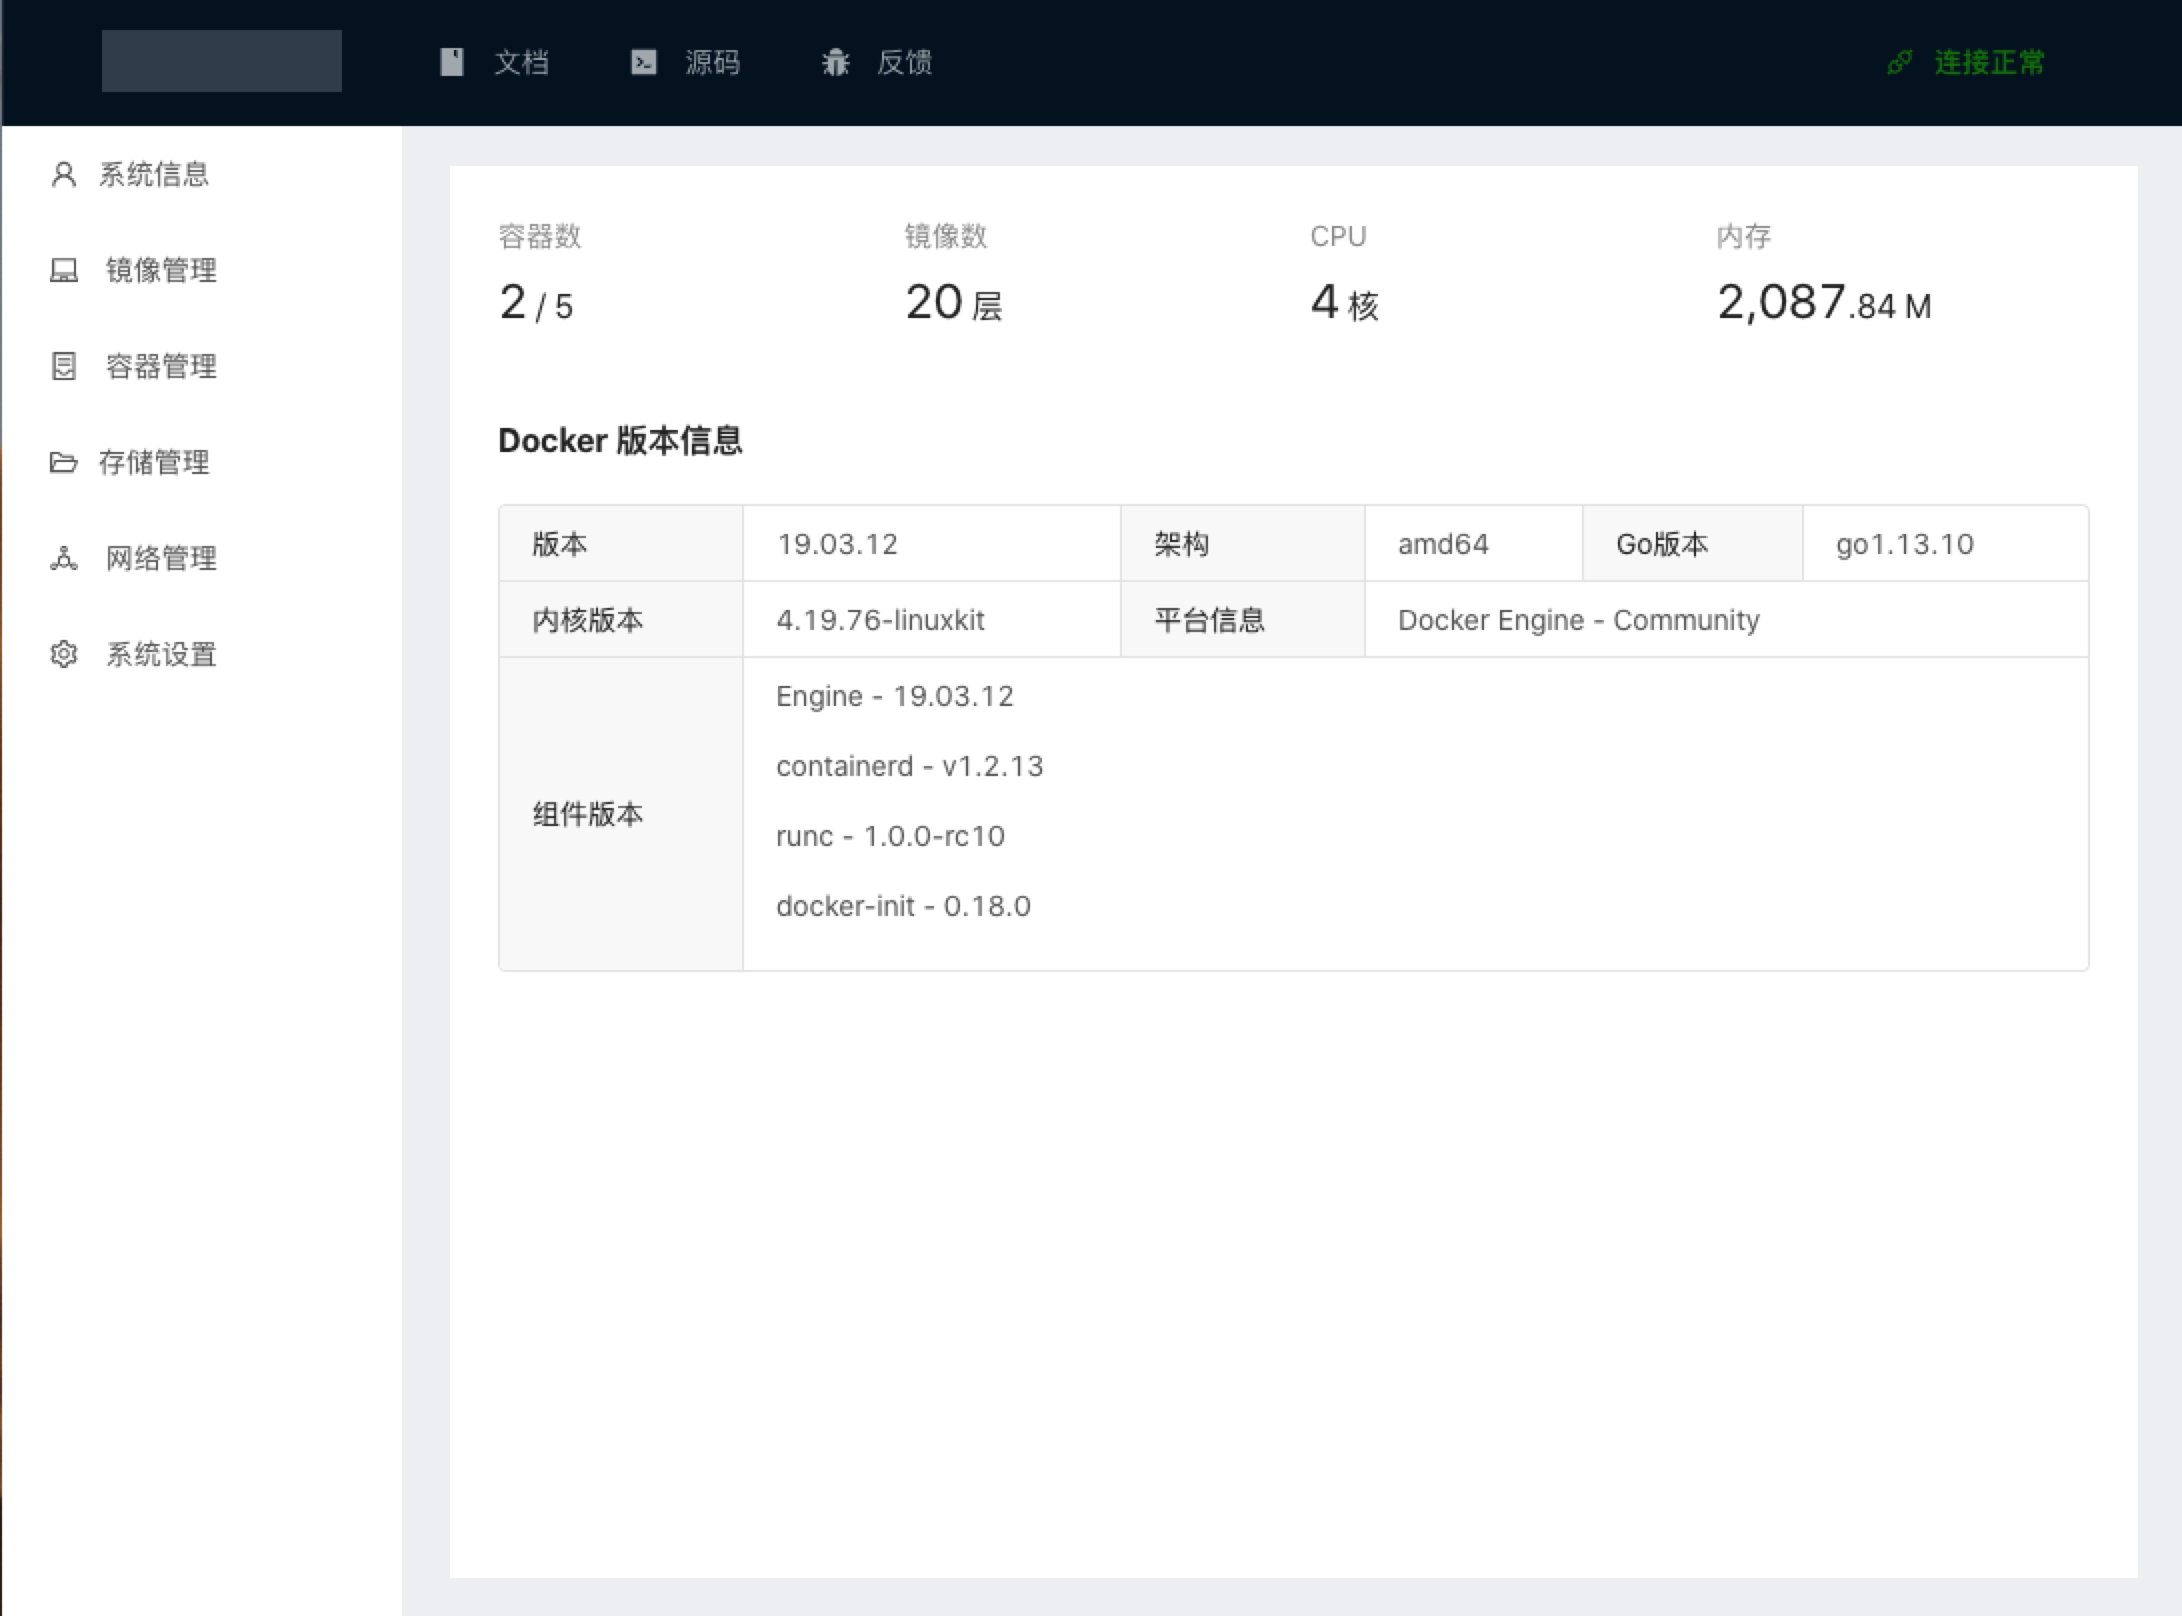 文档 源码 反馈 连接正常
系统信息
镜像管理
容器管理
存储管理
网络管理
系统设置
容器数 镜像数 CPU 内存
2 / 5 20 层 4 核 2,087.84 M
Docker 版本信息
版本 19.03.12 架构 amd64 Go版本 go1.13.10
内核版本 4.19.76-linuxkit 平台信息 Docker Engine - Community
组件版本
Engine - 19.03.12
containerd - v1.2.13
runc - 1.0.0-rc10
docker-init - 0.18.0